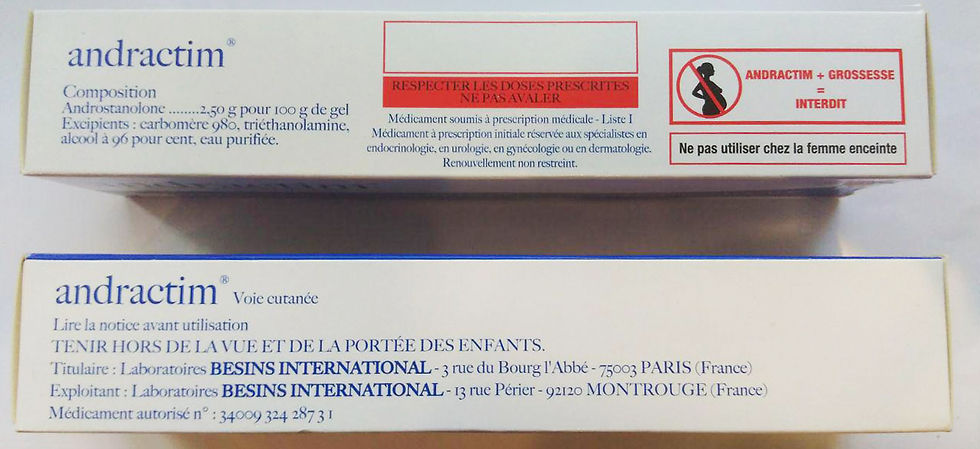 andractim®
Composition
Androstanolone ........2,50 g pour 100 g de gel
Excipients : carbomère 980, triéthanolamine,
alcool à 96 pour cent, eau purifiée.
RESPECTER LES DOSES PRESCRITES
NE PAS AVALER
Médicament soumis à prescription médicale - Liste I
Médicament à prescription initiale réservée aux spécialistes en
endocrinologie, en urologie, en gynécologie ou en dermatologie.
Renouvellement non restreint.
ANDRACTIM + GROSSESSE
=
INTERDIT
Ne pas utiliser chez la femme enceinte
andractim® Voie cutanée
Lire la notice avant utilisation
TENIR HORS DE LA VUE ET DE LA PORTÉE DES ENFANTS.
Titulaire : Laboratoires BESINS INTERNATIONAL - 3 rue du Bourg l'Abbé - 75003 PARIS (France)
Exploitant : Laboratoires BESINS INTERNATIONAL - 13 rue Périer - 92120 MONTROUGE (France)
Médicament autorisé n° : 34009 324 287 3 1